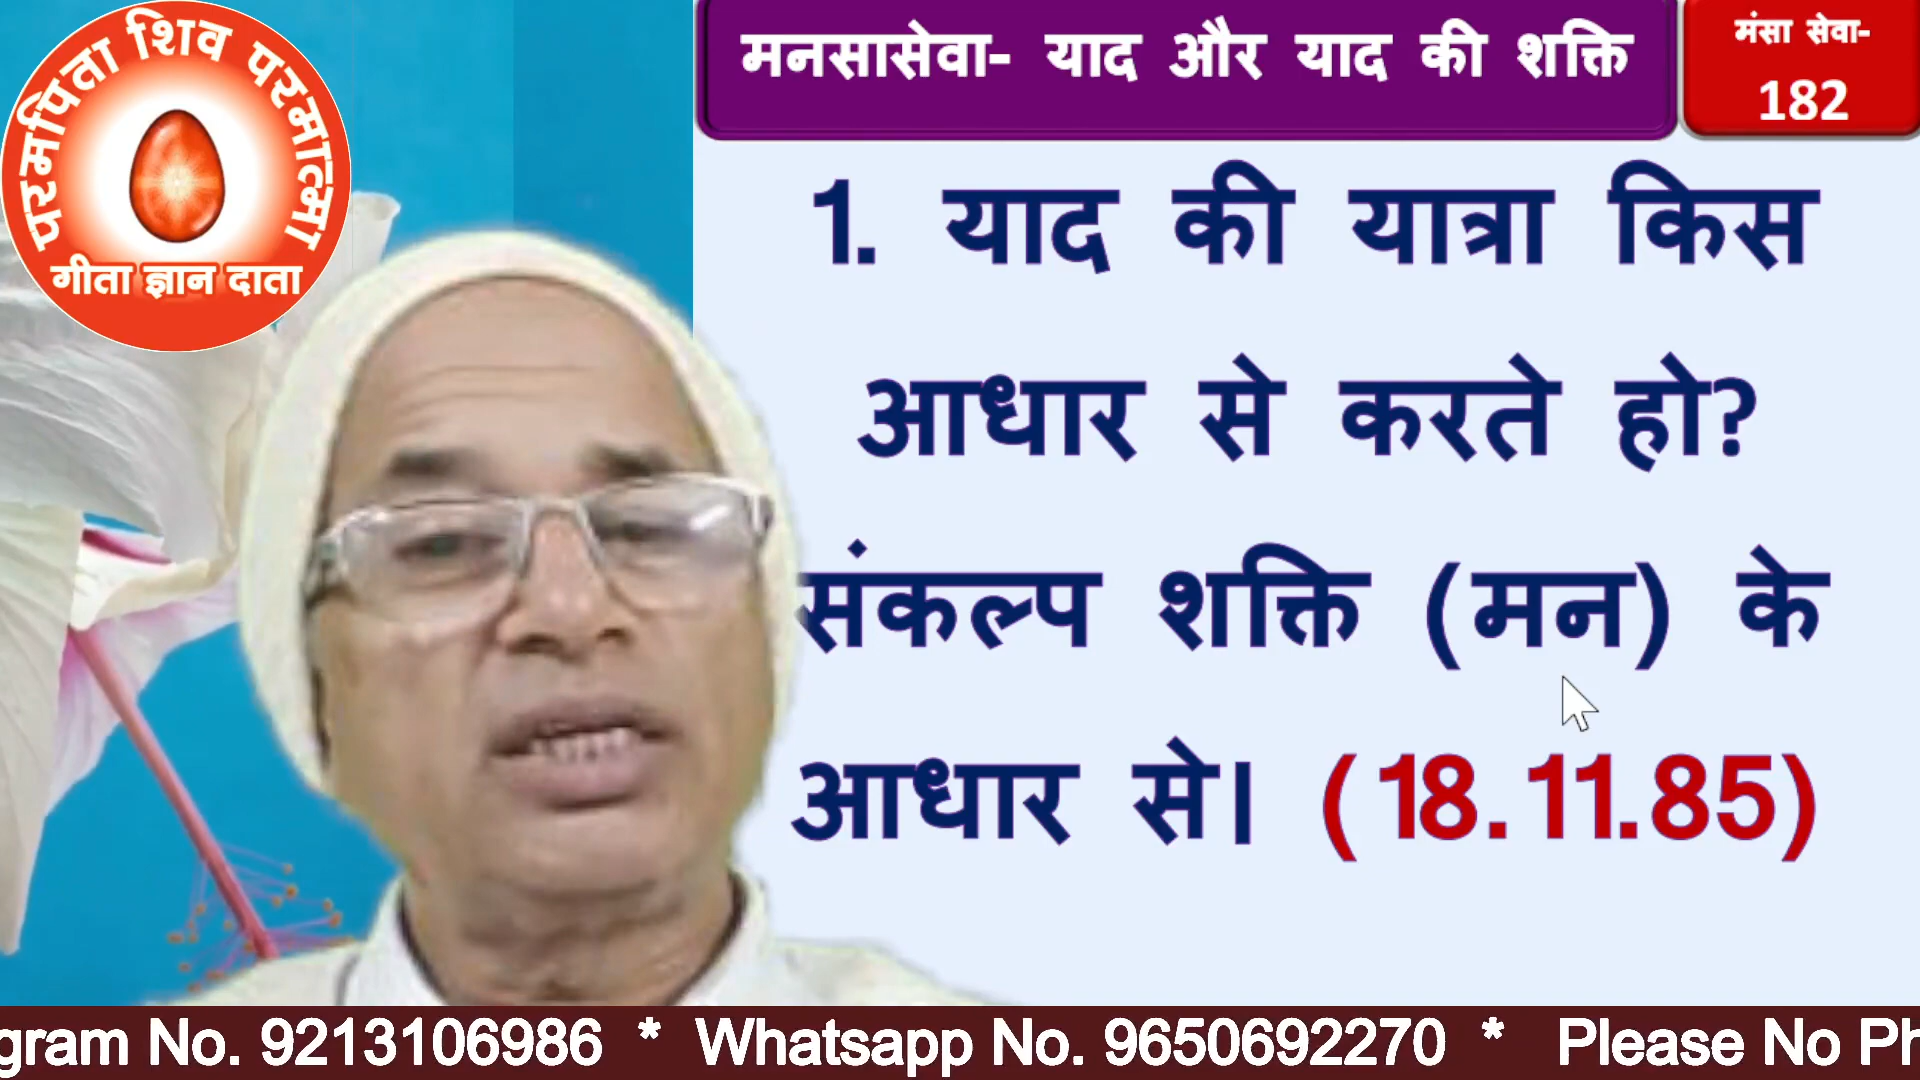 परमपिता शिव परमात्मा
गीता ज्ञान दाता
मनसासेवा- याद और याद की शक्ति
मंसा सेवा-
182
1. याद की यात्रा किस
आधार से करते हो?
संकल्प शक्ति (मन) के
आधार से। (18.11.85)
gram No. 9213106986 * Whatsapp No. 9650692270 * Please No Ph